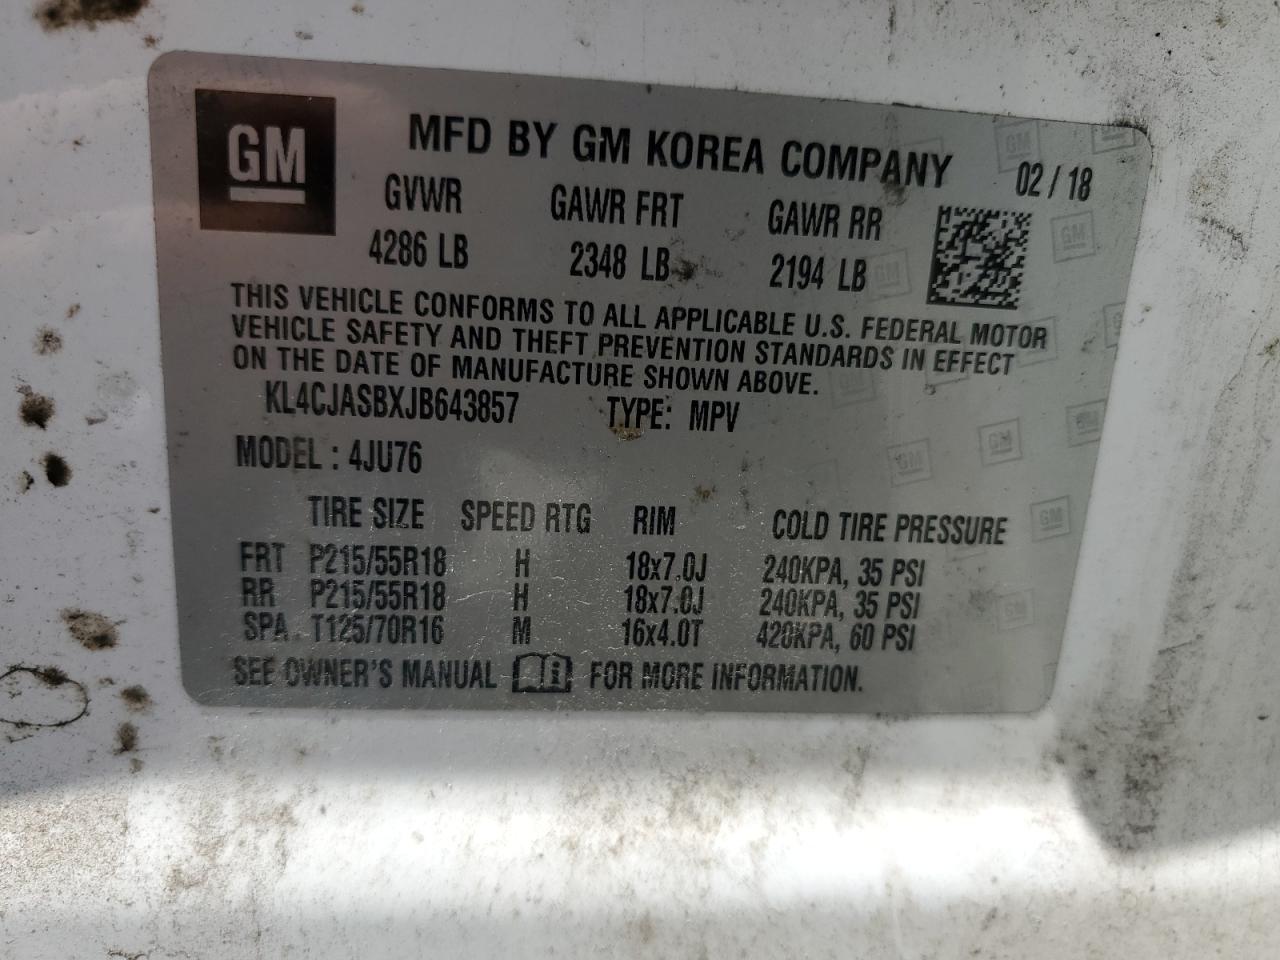 GM
MFD BY GM KOREA COMPANY 02 / 18
GVWR GAWR FRT GAWR RR
4286 LB 2348 LB 2194 LB
THIS VEHICLE CONFORMS TO ALL APPLICABLE U.S. FEDERAL MOTOR
VEHICLE SAFETY AND THEFT PREVENTION STANDARDS IN EFFECT
ON THE DATE OF MANUFACTURE SHOWN ABOVE.
KL4CJASBXJB643857 TYPE: MPV
MODEL : 4JU76
TIRE SIZE SPEED RTG RIM COLD TIRE PRESSURE
FRT P215/55R18 H 18x7.0J 240KPA, 35 PSI
RR P215/55R18 H 18x7.0J 240KPA, 35 PSI
SPA T125/70R16 M 16x4.0T 420KPA, 60 PSI
SEE OWNER'S MANUAL FOR MORE INFORMATION.